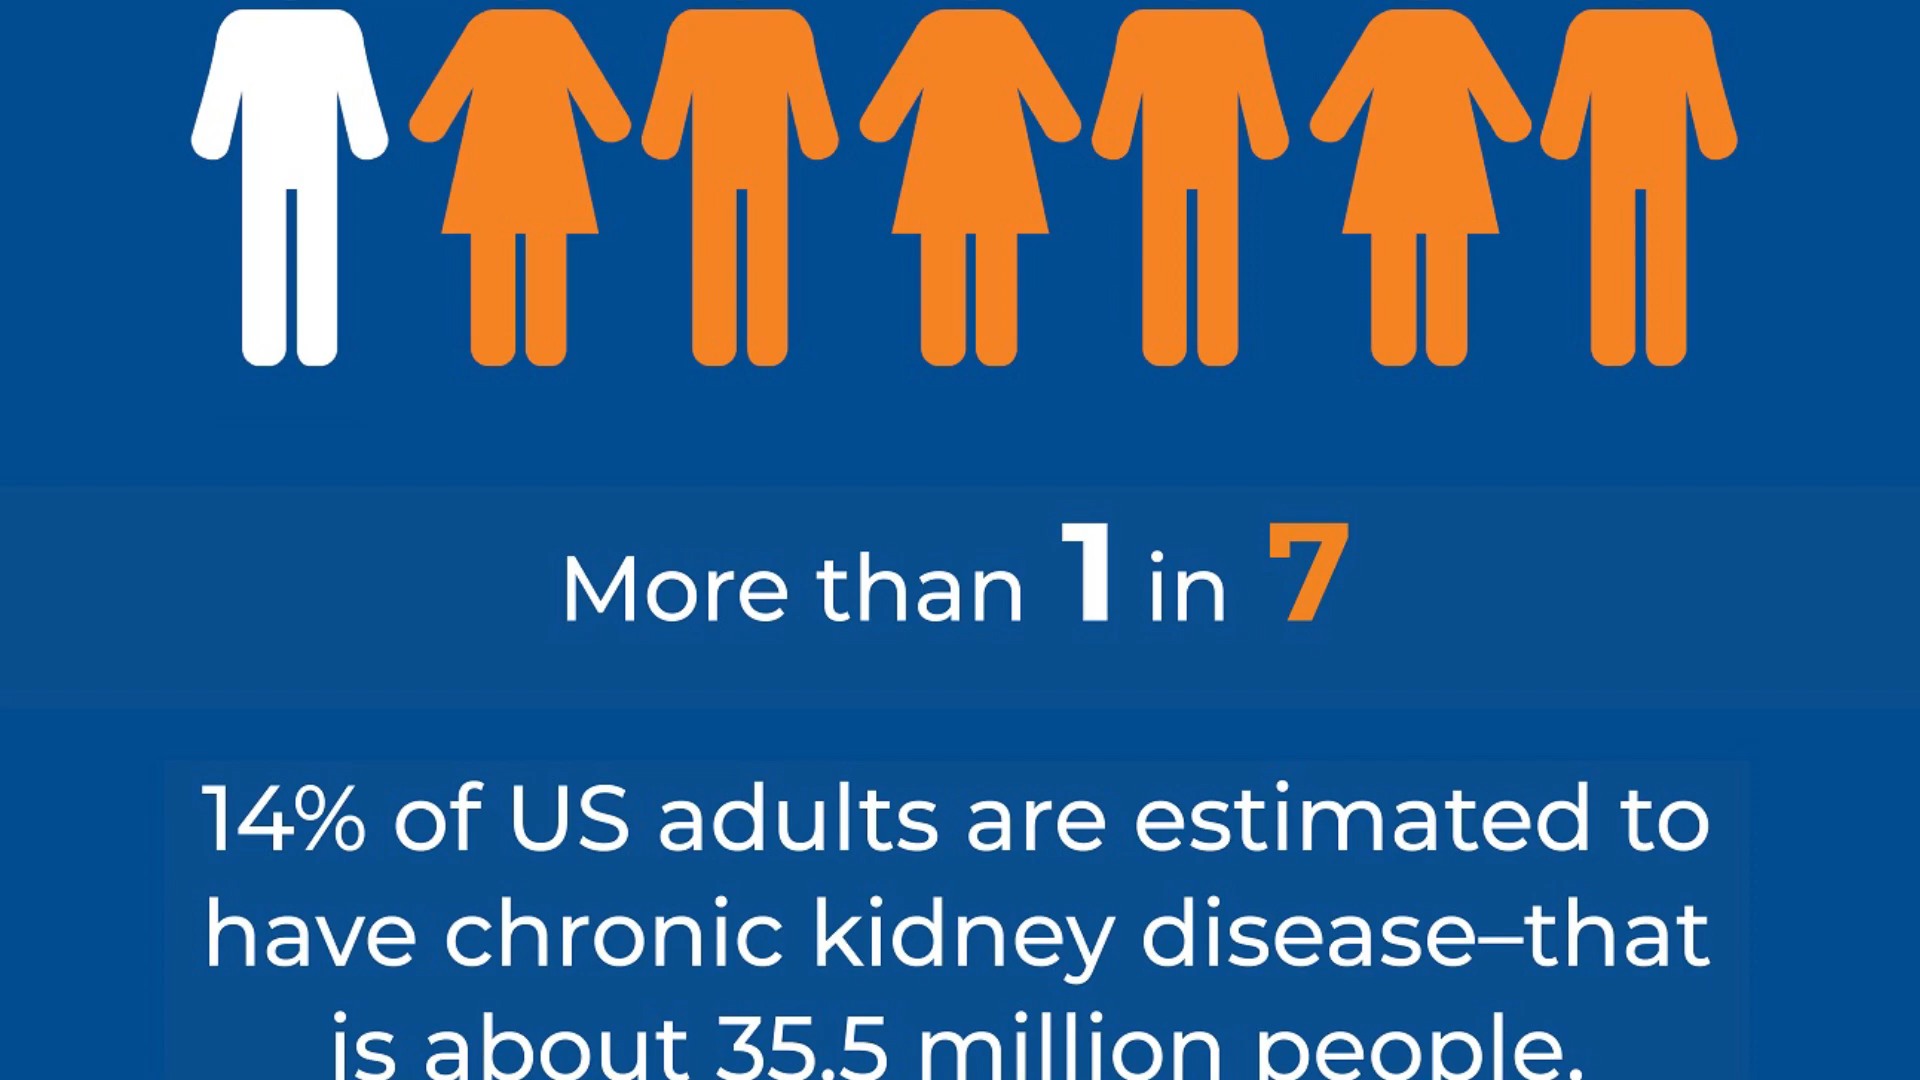 More than 1 in 7
14% of US adults are estimated to
have chronic kidney disease–that
is about 35.5 million people.